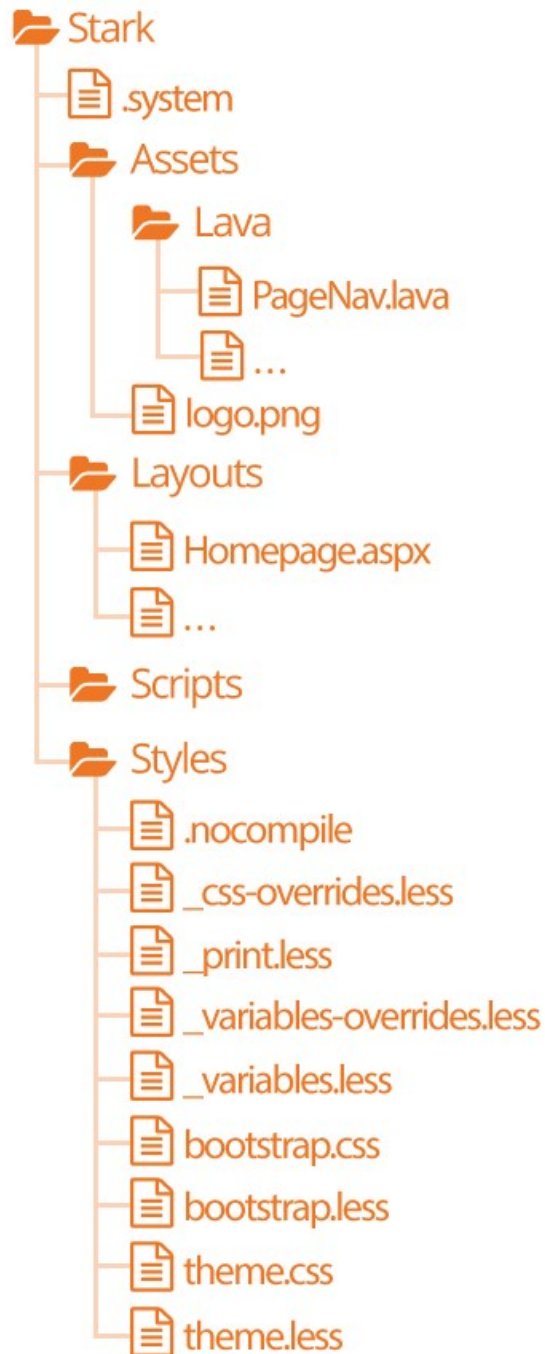 Stark
.system
Assets
Lava
PageNav.lava
...
logo.png
Layouts
Homepage.aspx
...
Scripts
Styles
.nocompile
_css-overrides.less
_print.less
_variables-overrides.less
_variables.less
bootstrap.css
bootstrap.less
theme.css
theme.less